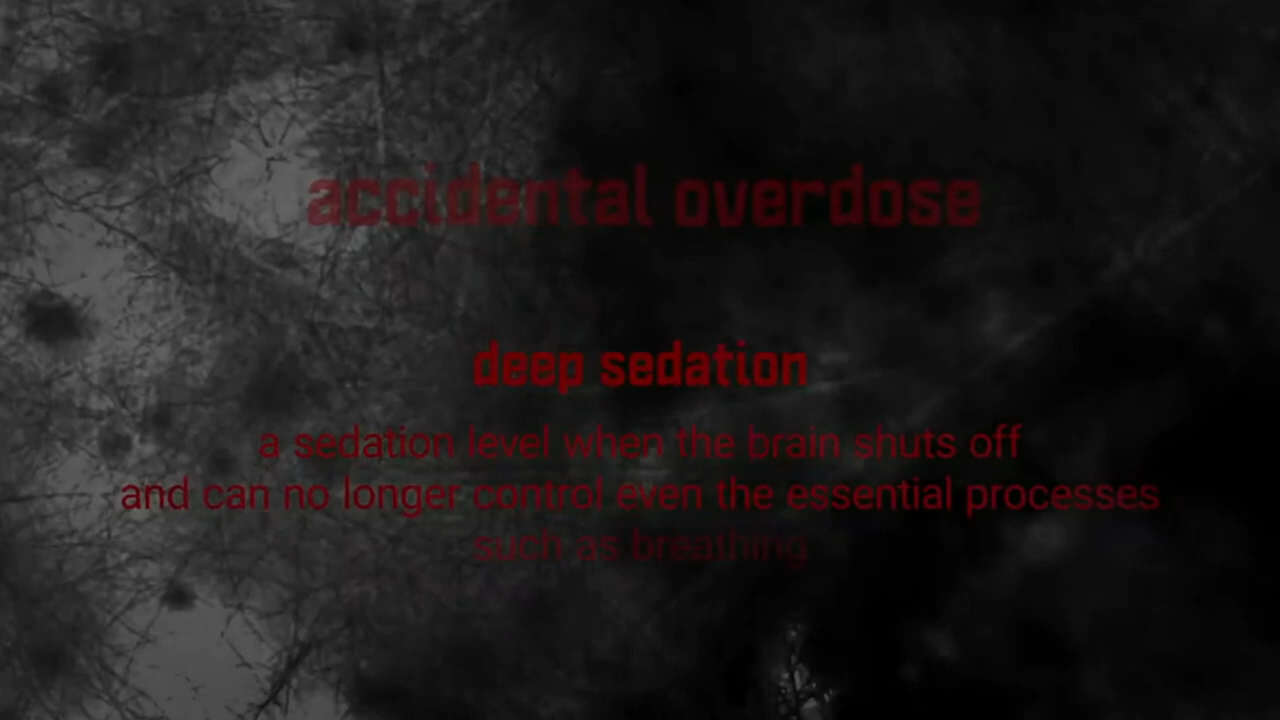 accidental overdose
deep sedation
a sedation level when the brain shuts off
and can no longer control even the essential processes
such as breathing